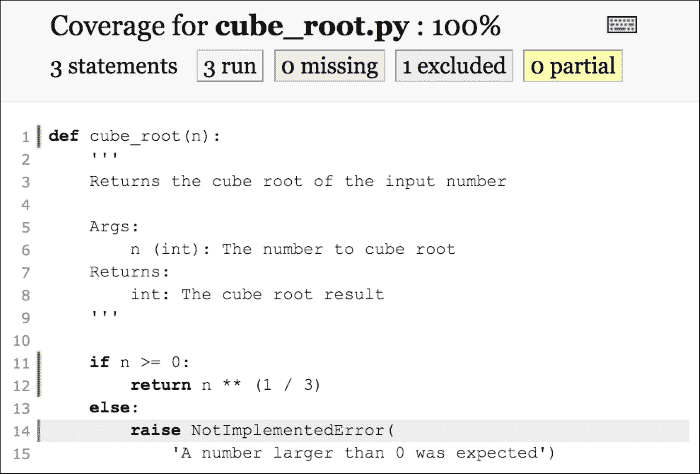 Coverage for cube_root.py : 100%
3 statements 3 run 0 missing 1 excluded 0 partial
1 def cube_root(n):
2     '''
3     Returns the cube root of the input number
4
5     Args:
6         n (int): The number to cube root
7     Returns:
8         int: The cube root result
9     '''
10
11     if n >= 0:
12         return n ** (1 / 3)
13     else:
14         raise NotImplementedError(
15             'A number larger than 0 was expected')